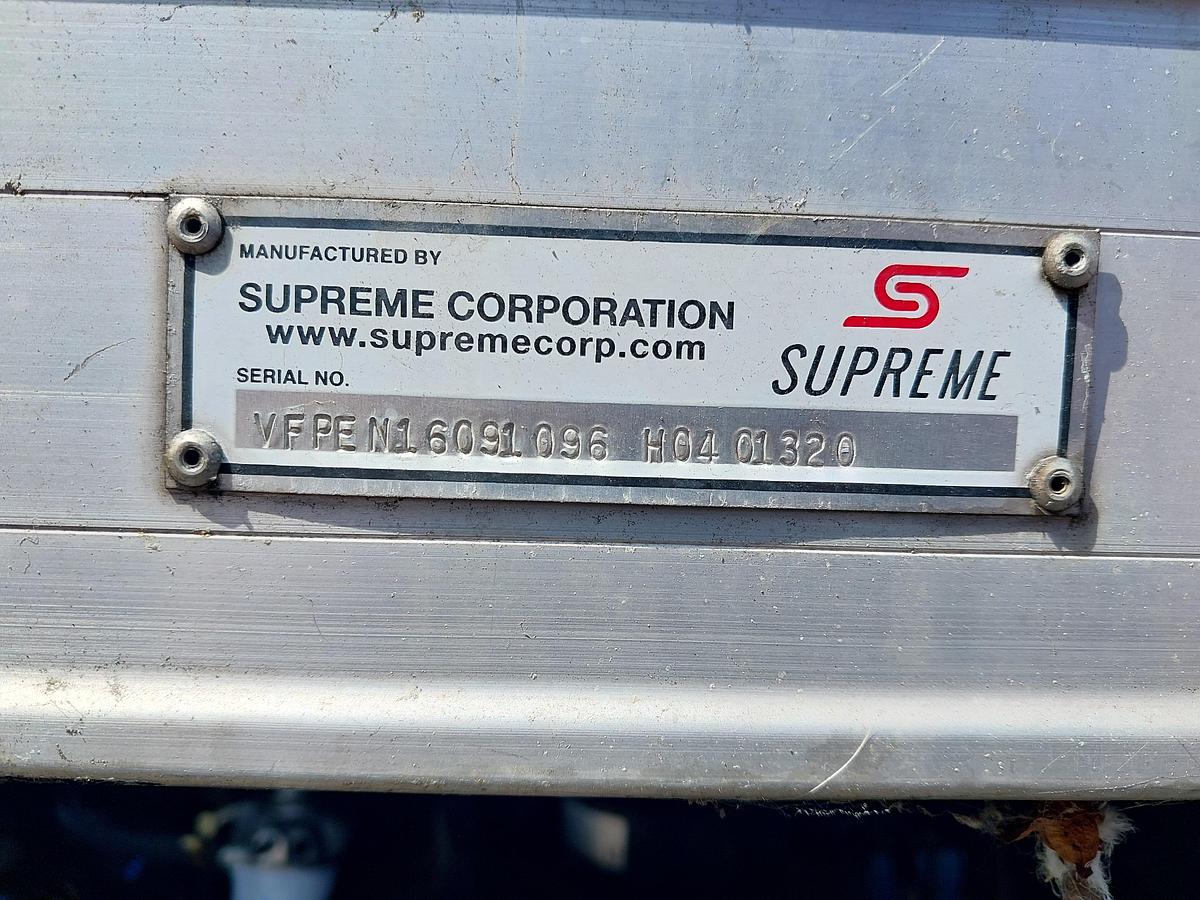 MANUFACTURED BY
SUPREME CORPORATION
www.supremecorp.com
SUPREME
SERIAL NO.
VFPEN16091096 H0401320